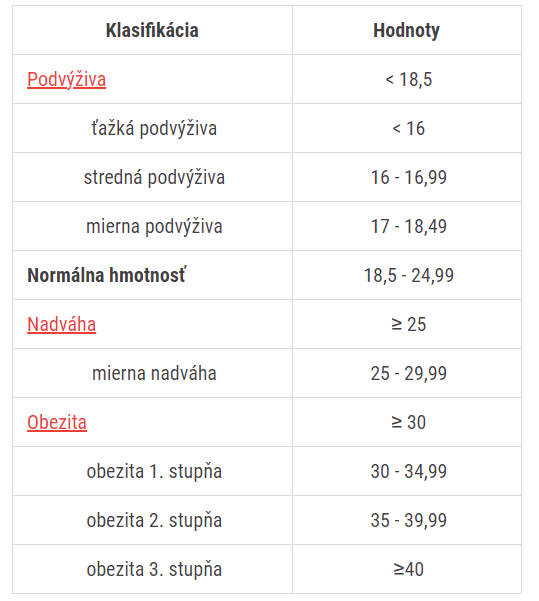 Klasifikácia Hodnoty
Podvýživa < 18,5
ťažká podvýživa < 16
stredná podvýživa 16 - 16,99
mierna podvýživa 17 - 18,49
Normálna hmotnosť 18,5 - 24,99
Nadváha ≥ 25
mierna nadváha 25 - 29,99
Obezita ≥ 30
obezita 1. stupňa 30 - 34,99
obezita 2. stupňa 35 - 39,99
obezita 3. stupňa ≥40